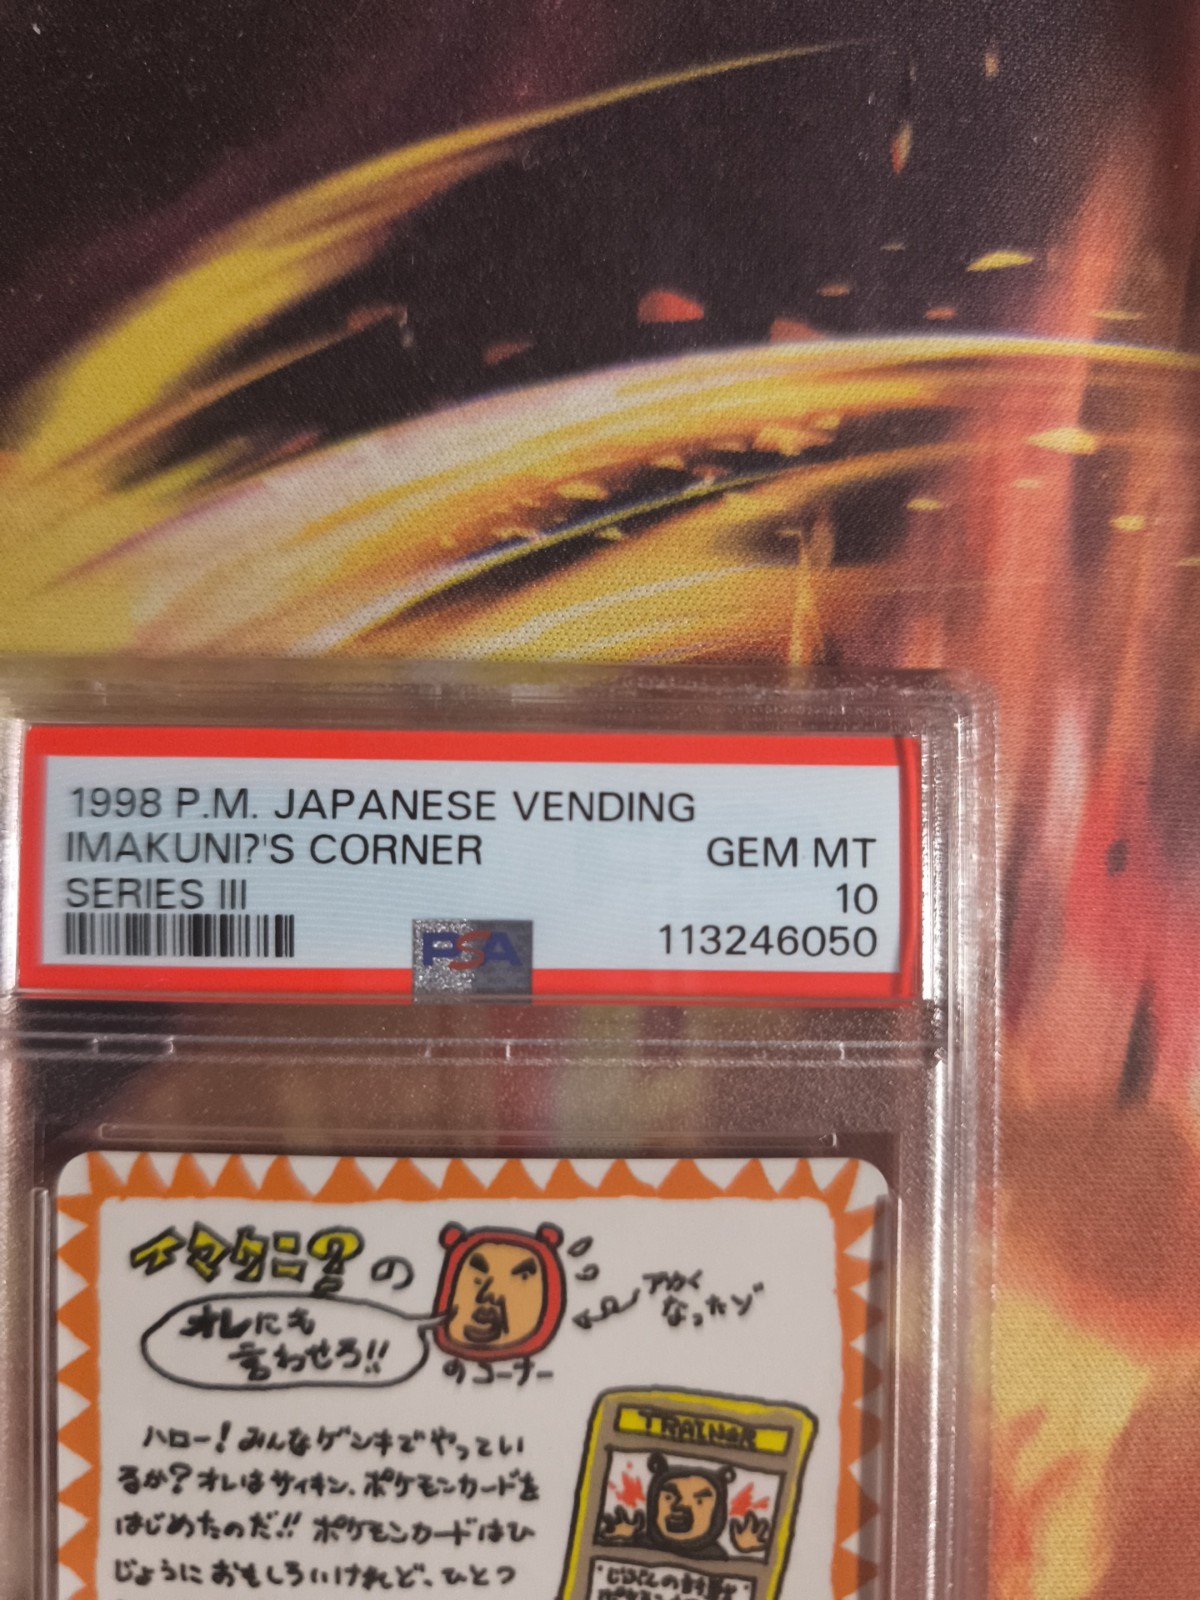 1998 P.M. JAPANESE VENDING
IMAKUNI?'S CORNER GEM MT
SERIES III 10
PSA 113246050
イマクニ?の
オレにも
言わせろ!!
のコーナー
アカく
なったゾ
ハロー!みんなゲンキでやってい
るか?オレはサイキン、ポケモンカードを
はじめたのだ!!ポケモンカードはひ
じょうにおもしろいけれど、ひとつ
TRAINER
じぶんの